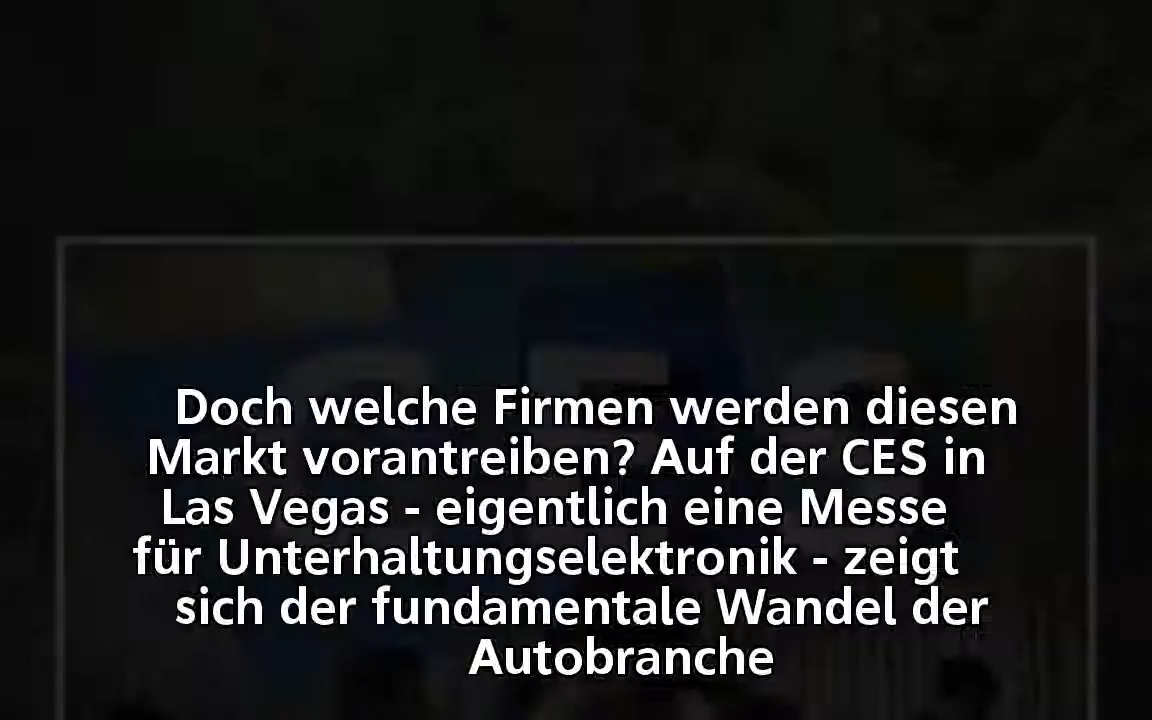 Doch welche Firmen werden diesen
Markt vorantreiben? Auf der CES in
Las Vegas - eigentlich eine Messe
für Unterhaltungselektronik - zeigt
sich der fundamentale Wandel der
Autobranche